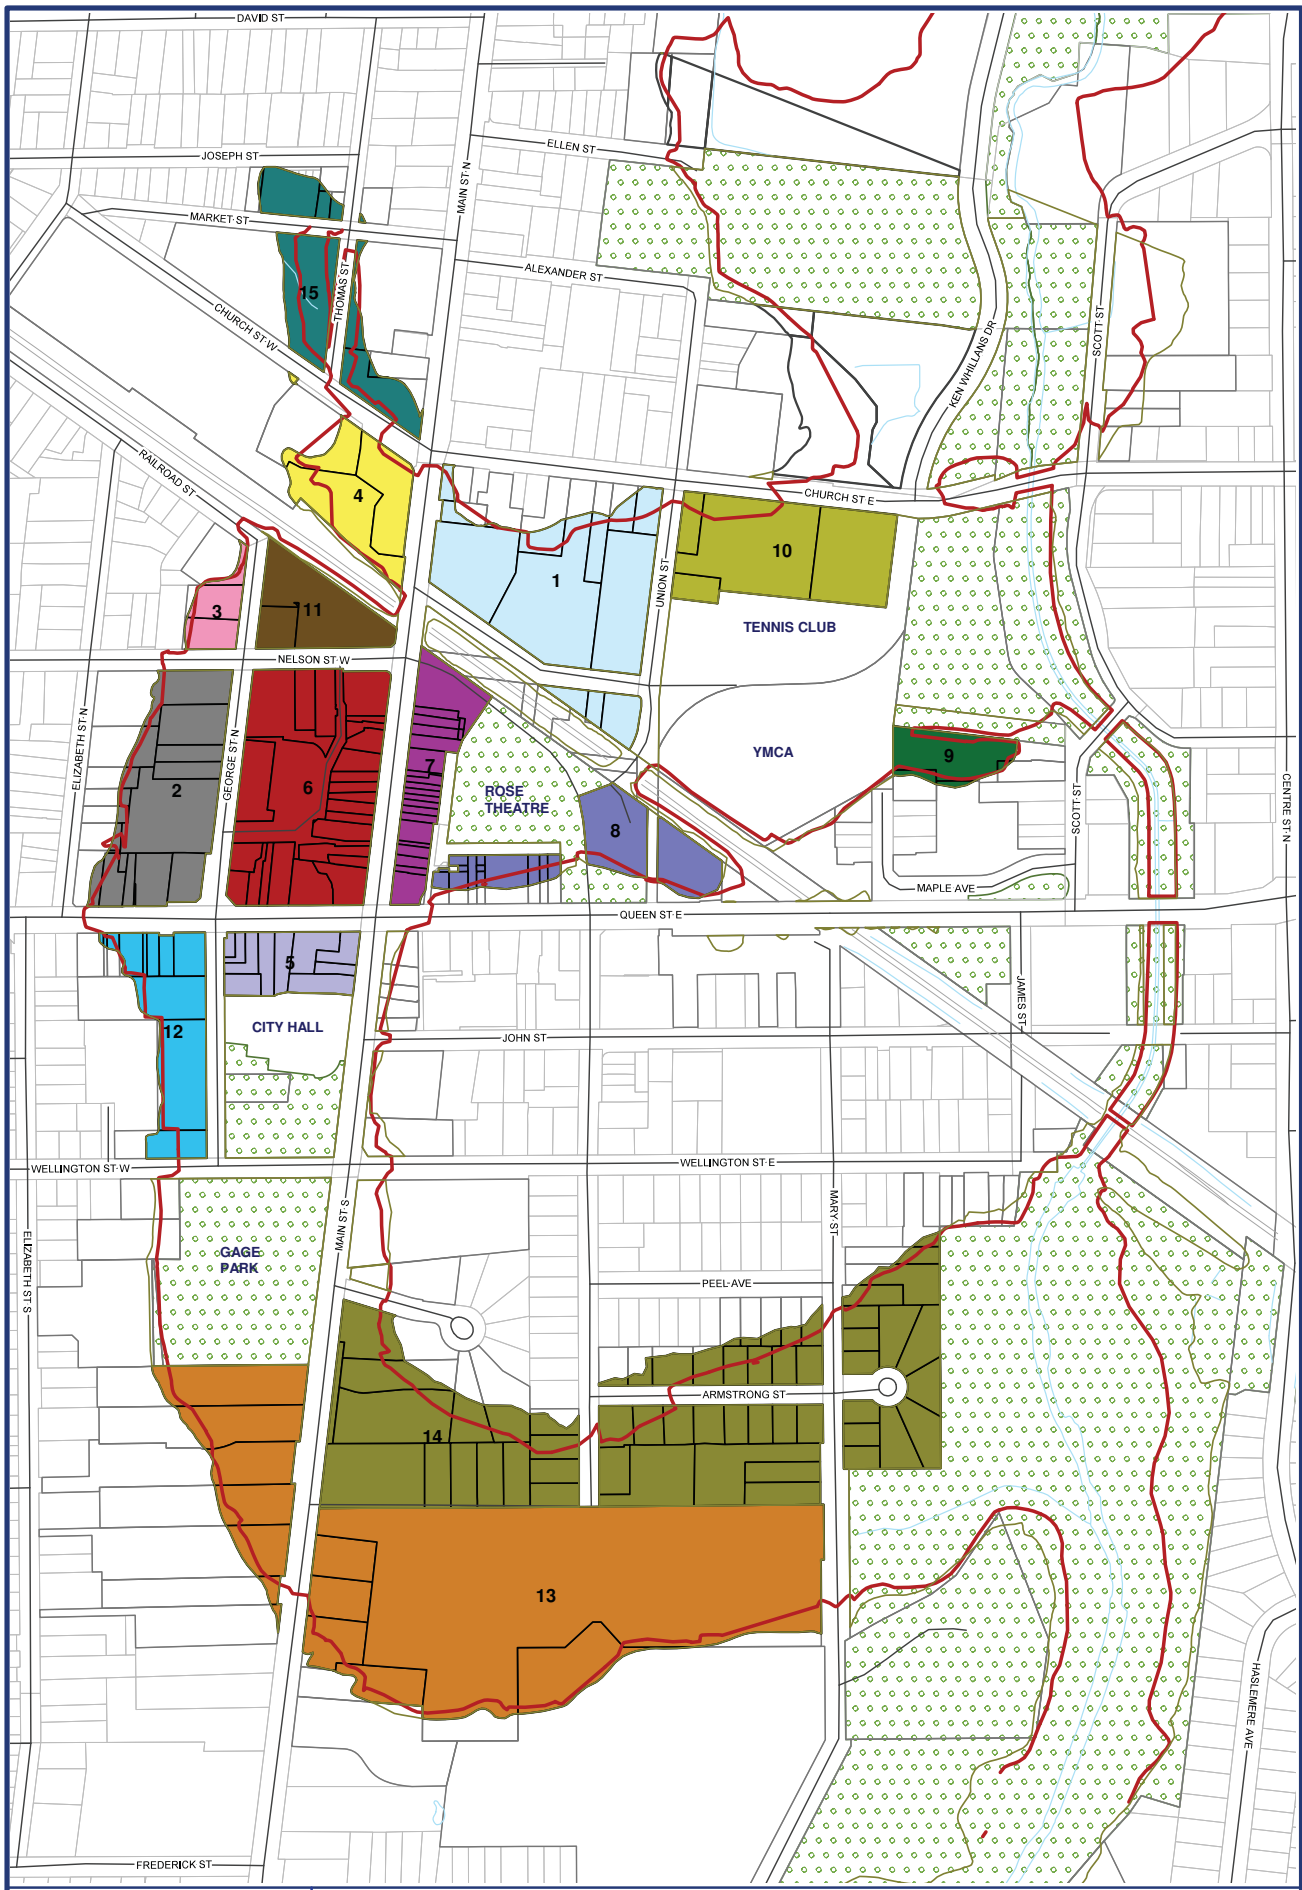 DAVID ST
MAIN ST N
ELLEN ST
JOSEPH ST
MARKET ST
ALEXANDER ST
THOMAS ST
15
CHURCH ST W
SCOTT ST
KEN WHILLANS DR
RAILROAD ST
4
CHURCH ST E
10
1
UNION ST
3
11
TENNIS CLUB
NELSON ST W
ELIZABETH ST N
GEORGE ST N
2
6
7
ROSE
THEATRE
YMCA
9
8
SCOTT ST
CENTRE ST N
MAPLE AVE
QUEEN ST E
5
12
CITY HALL
JAMES ST
JOHN ST
WELLINGTON ST W
WELLINGTON ST E
MAIN ST S
MARY ST
ELIZABETH ST S
GAGE
PARK
PEEL AVE
ARMSTRONG ST
14
13
HASLEMERE AVE
FREDERICK ST